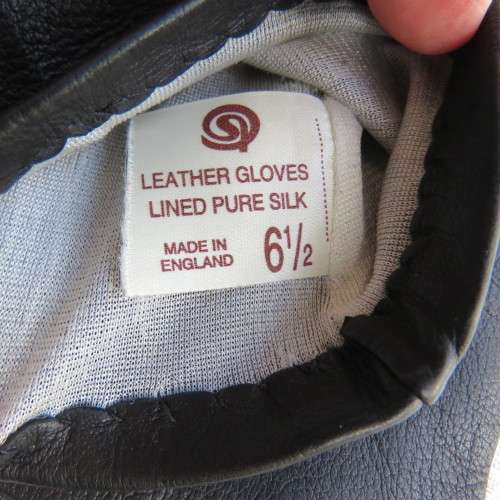 LEATHER GLOVES
LINED PURE SILK
MADE IN
ENGLAND
6½